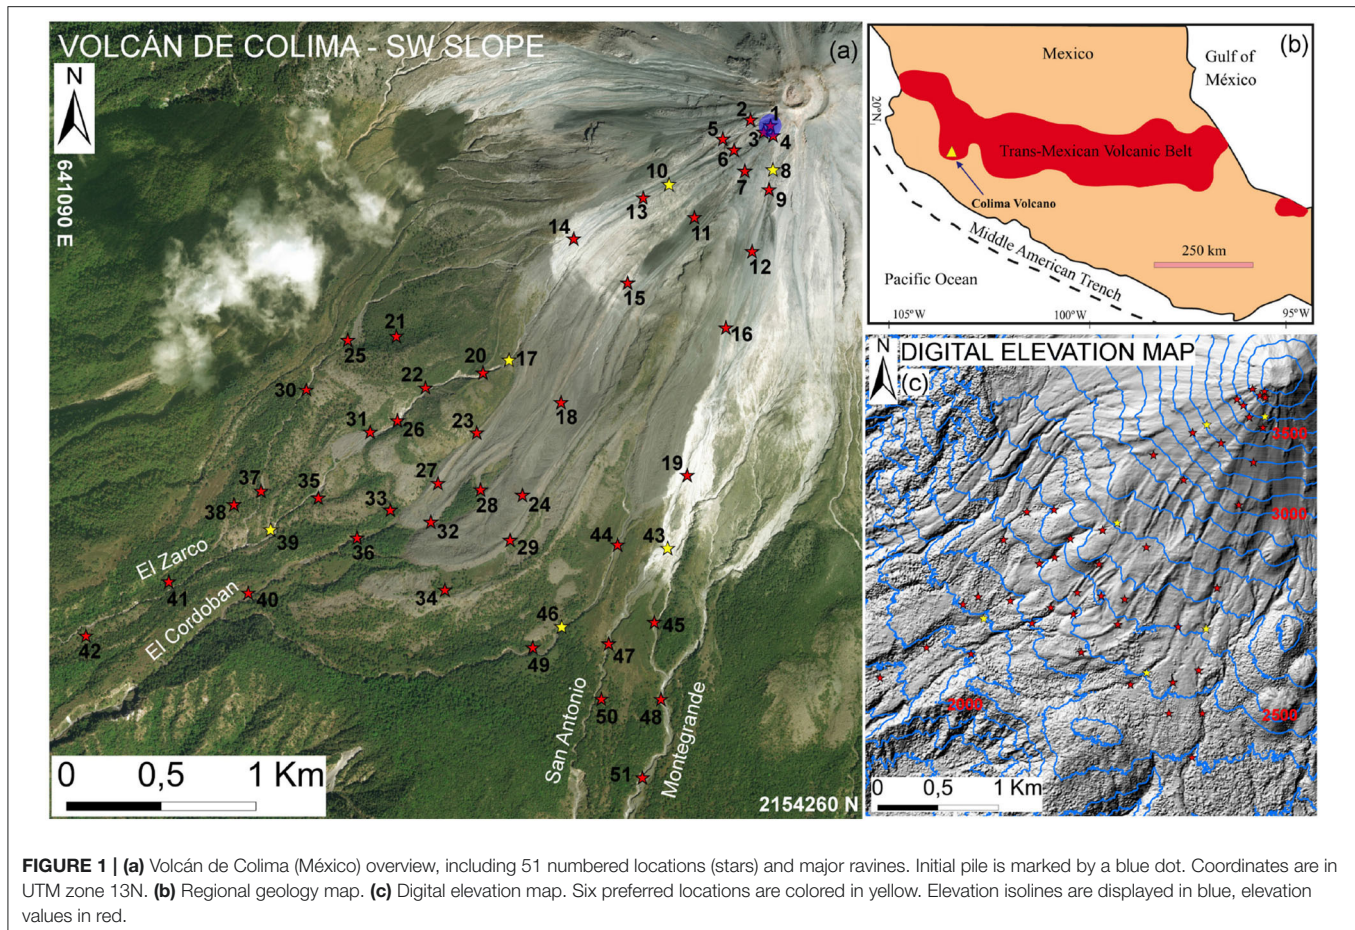 VOLCÁN DE COLIMA - SW SLOPE
(a)
N
641090 E
2
1
3
4
5
6
7
8
9
10
11
12
13
14
15
16
17
18
19
20
21
22
23
24
25
26
27
28
29
30
31
32
33
34
35
36
37
38
39
40
41
42
43
44
45
46
47
48
49
50
51
El Zarco
El Cordoban
San Antonio
Montegrande
0 0,5 1 Km
2154260 N
(b)
Mexico
Gulf of
México
20°N
Trans-Mexican Volcanic Belt
Colima Volcano
Middle American Trench
250 km
Pacific Ocean
105°W
100°W
95°W
N
DIGITAL ELEVATION MAP
(c)
3500
3000
2500
2000
0 0,5 1 Km
FIGURE 1 | (a) Volcán de Colima (México) overview, including 51 numbered locations (stars) and major ravines. Initial pile is marked by a blue dot. Coordinates are in
UTM zone 13N. (b) Regional geology map. (c) Digital elevation map. Six preferred locations are colored in yellow. Elevation isolines are displayed in blue, elevation
values in red.